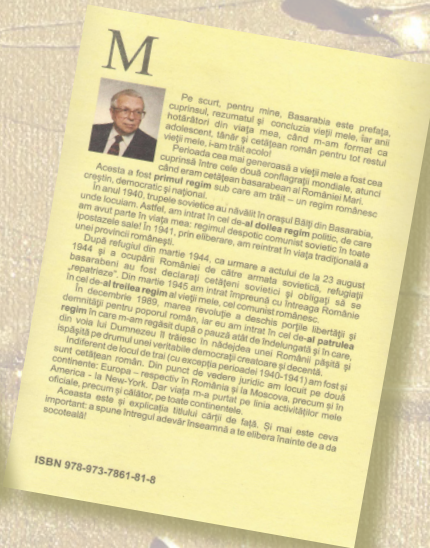 M
Pe scurt, pentru mine, Basarabia este prefața,
cuprinsul, rezumatul și concluzia vieții mele, iar anii
hotărâtori din viața mea, când m-am format ca
adolescent, tânăr și cetățean român pentru tot restul
vieții mele, i-am trăit acolo!
Perioada cea mai generoasă a vieții mele a fost cea
cuprinsă între cele două conflagrații mondiale, atunci
când eram cetățean basarabean al României Mari.
Acesta a fost primul regim sub care am trăit – un regim românesc
creștin, democratic și național.
În anul 1940, trupele sovietice au năvălit în orașul Bălți din Basarabia,
unde locuiam. Astfel, am intrat în cel de-al doilea regim politic, de care
am avut parte în viața mea: regimul despotic comunist sovietic în toate
ipostazele sale! În 1941, prin eliberare, am reintrat în viața tradițională a
unei provincii românești.
După refugiul din martie 1944, ca urmare a actului de la 23 august
1944 și a ocupării României de către armata sovietică, refugiații
basarabeni au fost declarați cetățeni sovietici și obligați să se
„repatrieze". Din martie 1945 am intrat împreună cu întreaga Românie
în cel de-al treilea regim al vieții mele, cel comunist românesc.
În decembrie 1989, marea revoluție a deschis porțile libertății și
demnității pentru poporul român, iar eu am intrat în cel de-al patrulea
regim în care m-am regăsit după o pauză atât de îndelungată și în care,
din voia lui Dumnezeu îl trăiesc în nădejdea unei Românii pășită și
ispășită pe drumul unei veritabile democrații creatoare și decentă.
Indiferent de locul de trai (cu excepția perioadei 1940-1941) am fost și
sunt cetățean român. Din punct de vedere juridic am locuit pe două
continente: Europa – respectiv în România și la Moscova, precum și în
America - la New-York. Dar viața m-a purtat pe linia activităților mele
oficiale, precum și călător, pe toate continentele.
Aceasta este și explicația titlului cărții de față. Și mai este ceva
important: a spune întregul adevăr înseamnă a te elibera înainte de a da
socoteală!
ISBN 978-973-7861-81-8